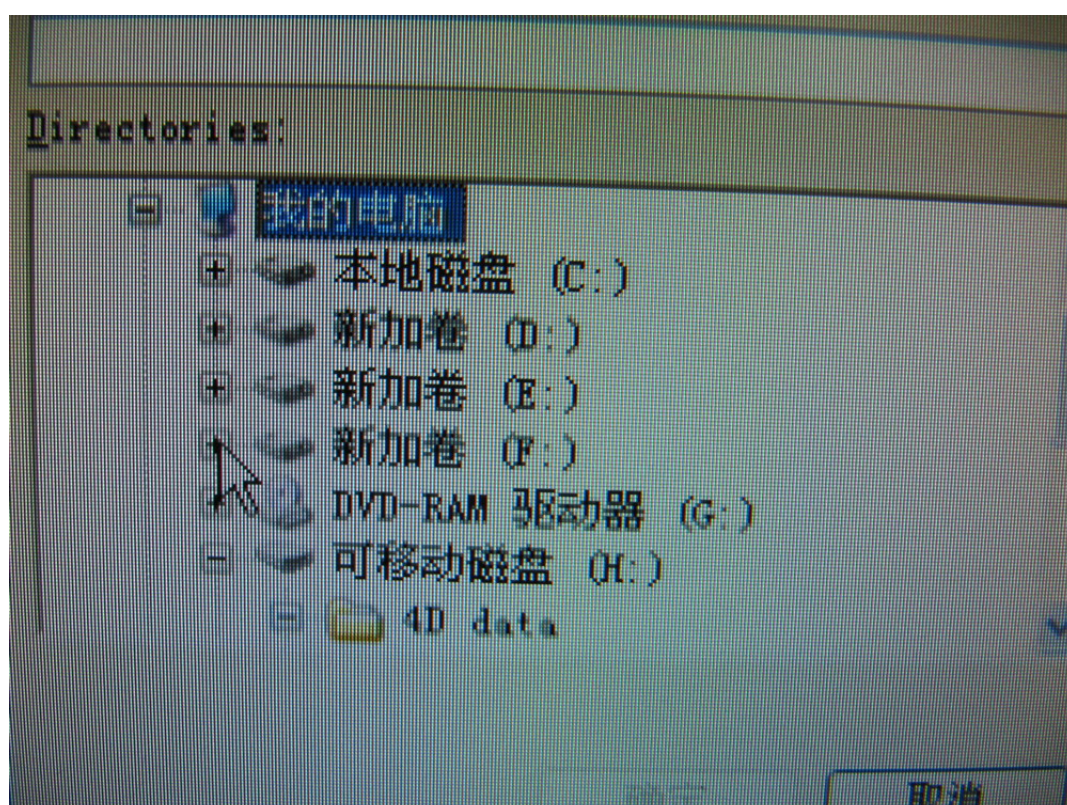 Directories:
我的电脑
本地磁盘 (C:)
新加卷 (D:)
新加卷 (E:)
新加卷 (F:)
DVD-RAM 驱动器 (G:)
可移动磁盘 (H:)
4D data
取消